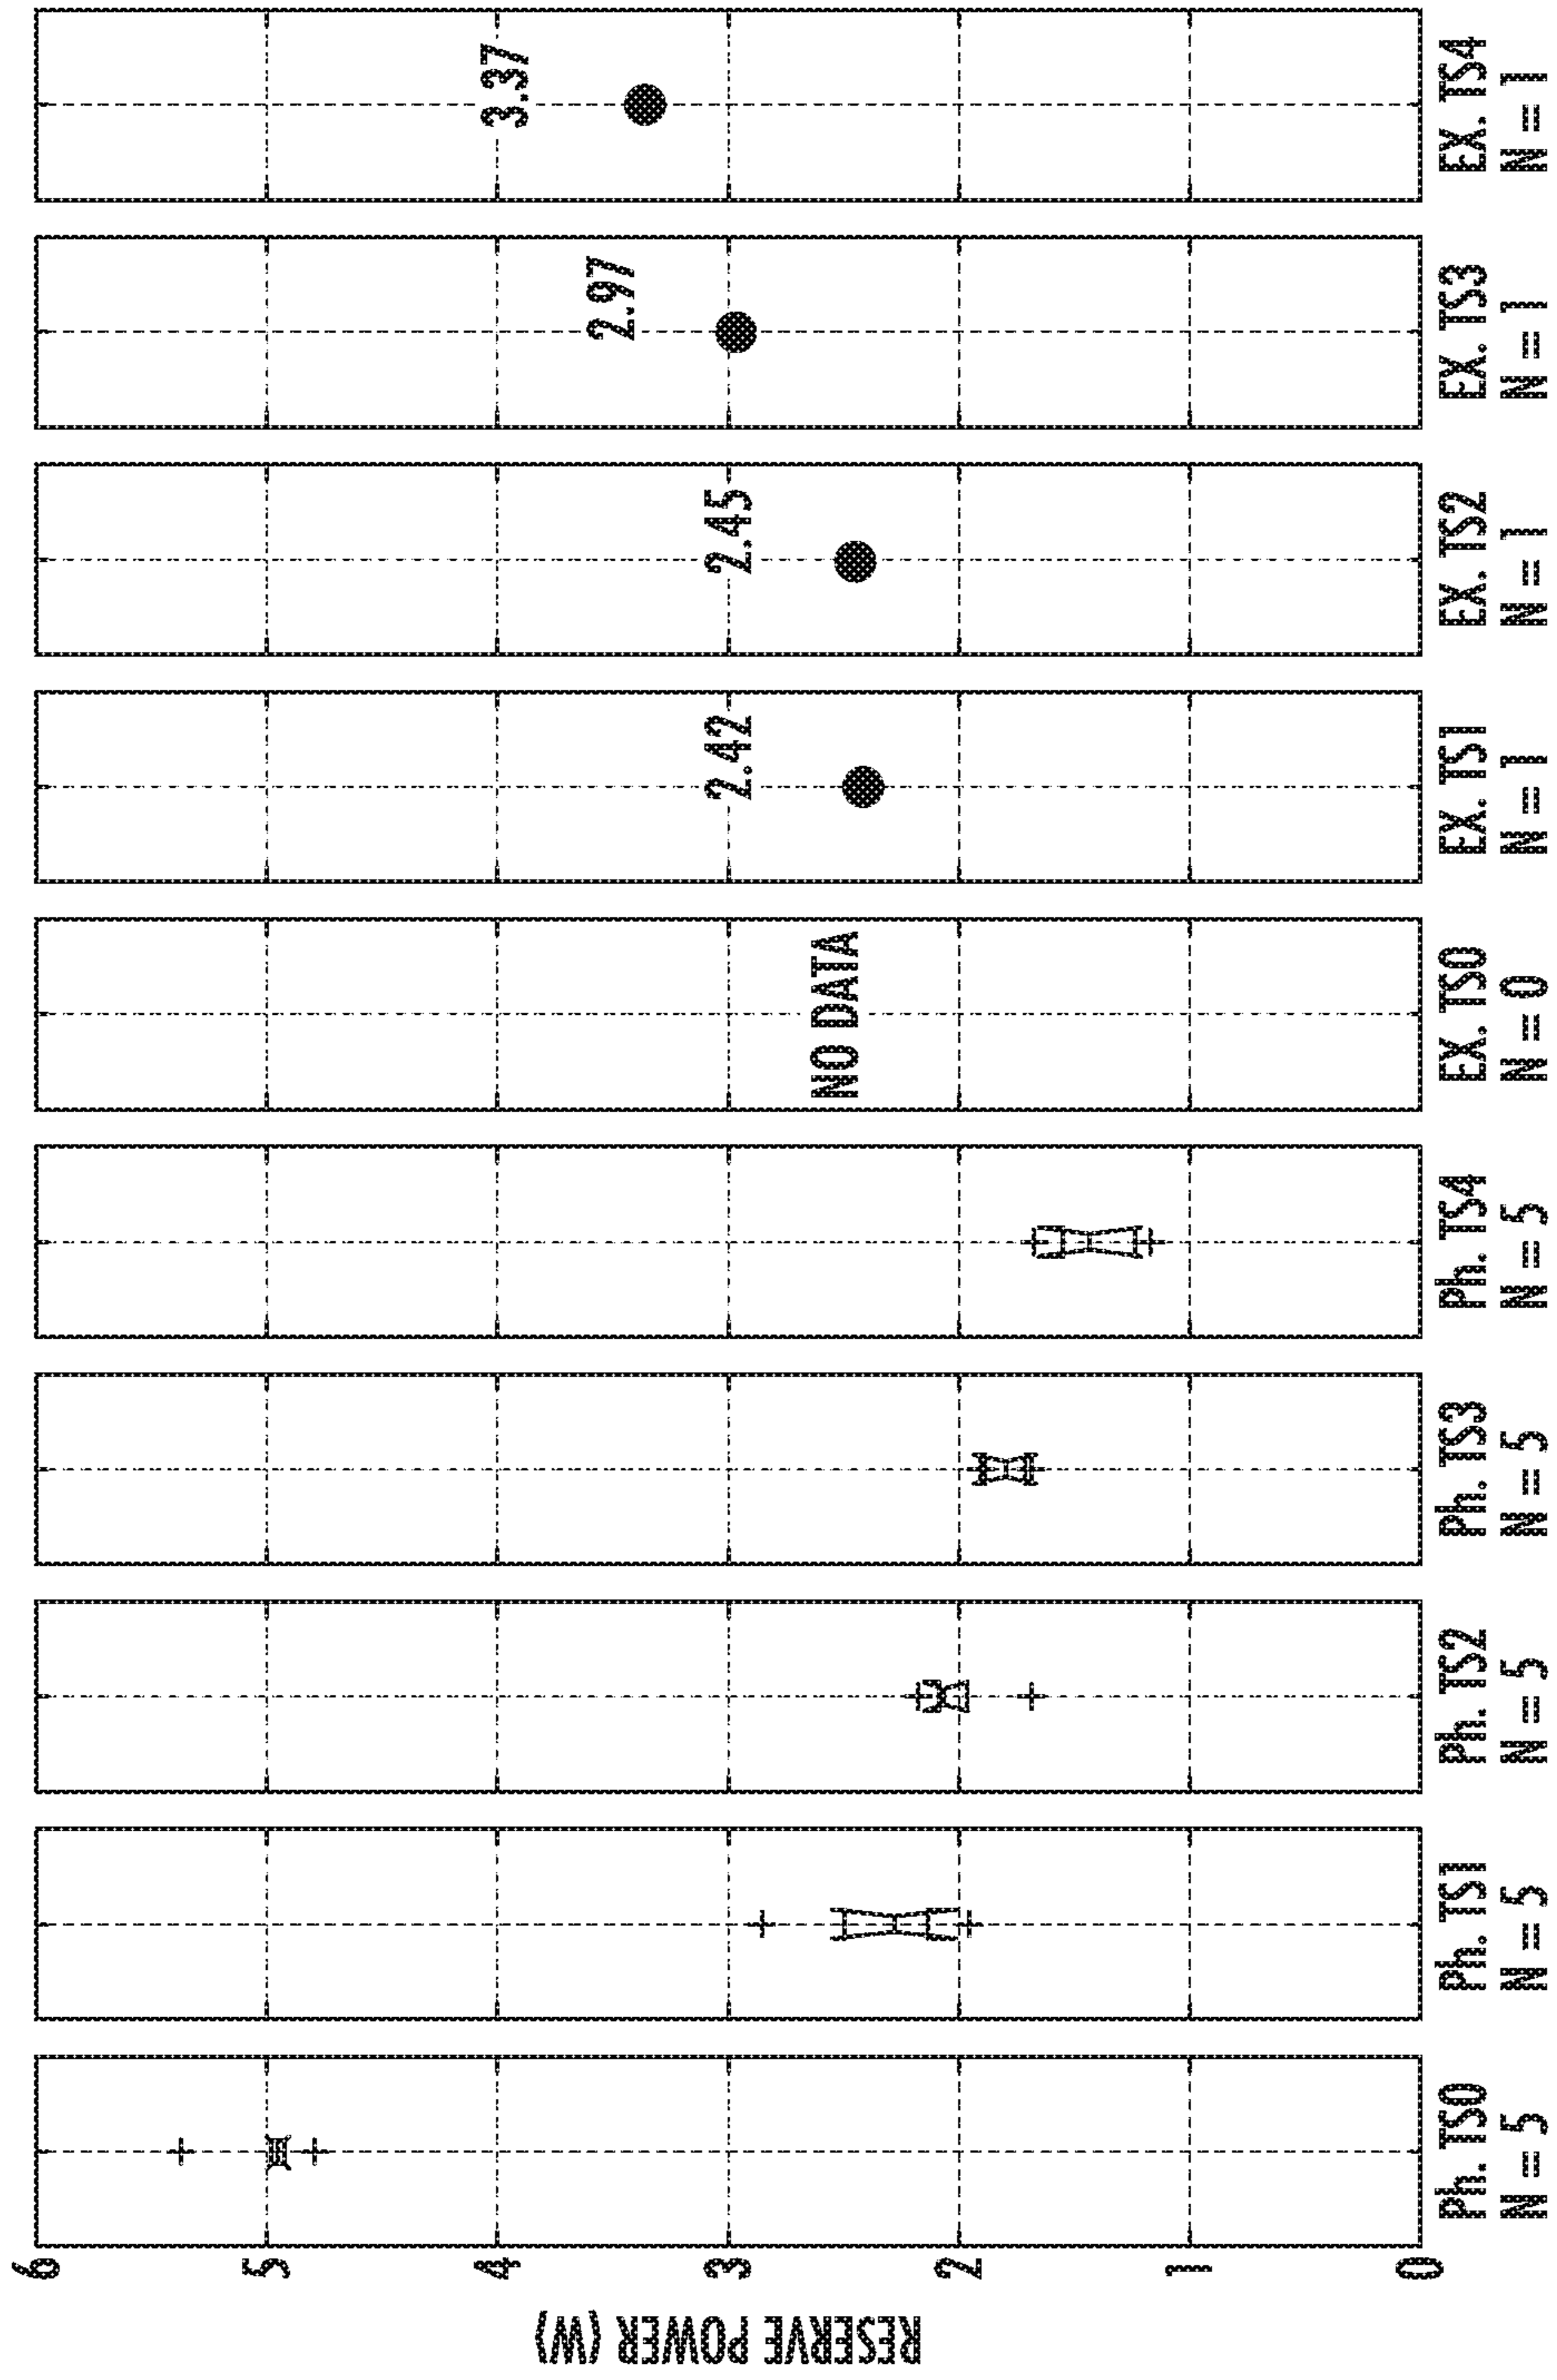 RESERVE POWER (W)
6
5
4
3
2
1
0
Ph. TS0
N = 5
Ph. TS1
N = 5
Ph. TS2
N = 5
Ph. TS3
N = 5
Ph. TS4
N = 5
NO DATA
EX. TS0
N = 0
2.42
EX. TS1
N = 1
2.45
EX. TS2
N = 1
2.97
EX. TS3
N = 1
3.37
EX. TS4
N = 1